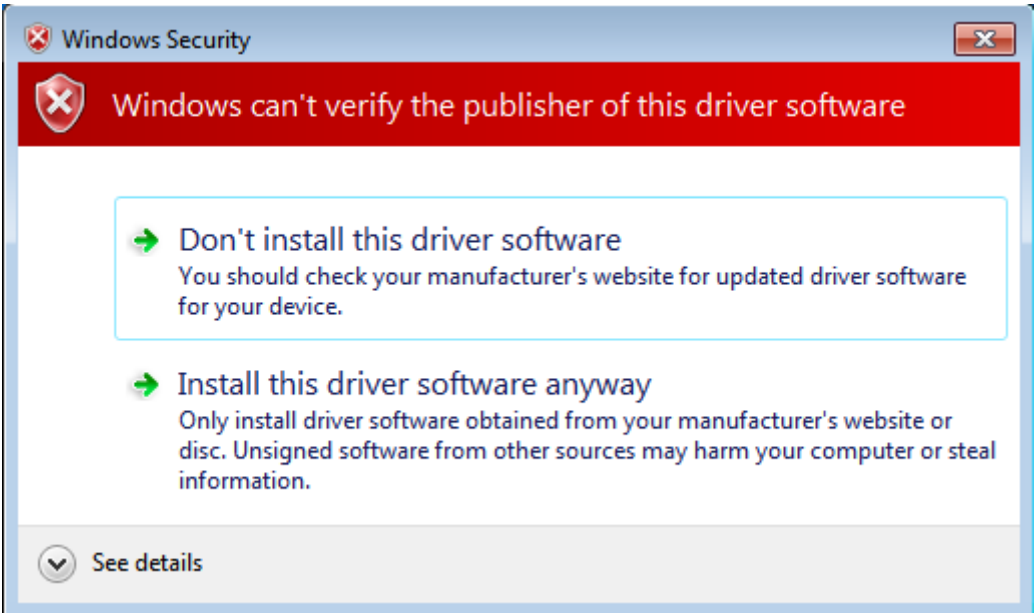 Windows Security
Windows can't verify the publisher of this driver software
Don't install this driver software
You should check your manufacturer's website for updated driver software
for your device.
Install this driver software anyway
Only install driver software obtained from your manufacturer's website or
disc. Unsigned software from other sources may harm your computer or steal
information.
See details